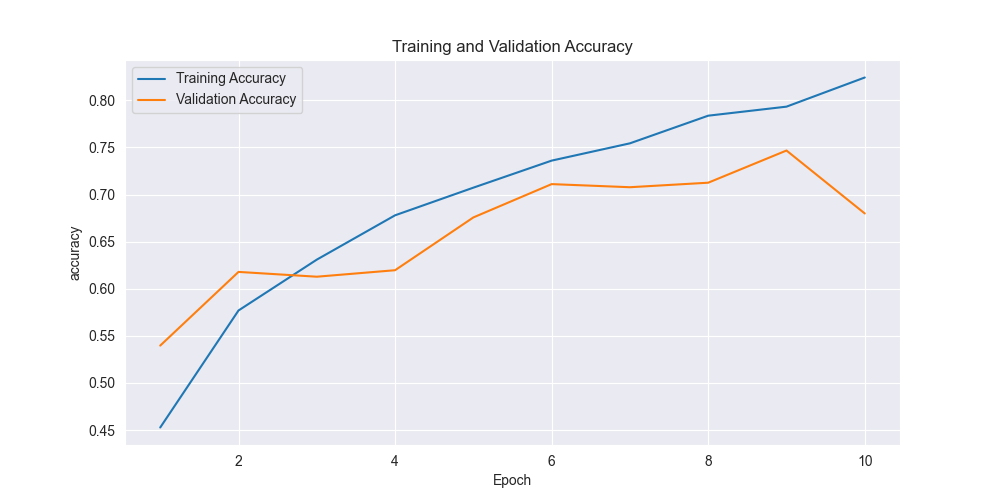 Training and Validation Accuracy
Training Accuracy
Validation Accuracy
0.80
0.75
0.70
0.65
0.60
0.55
0.50
0.45
accuracy
2 4 6 8 10
Epoch